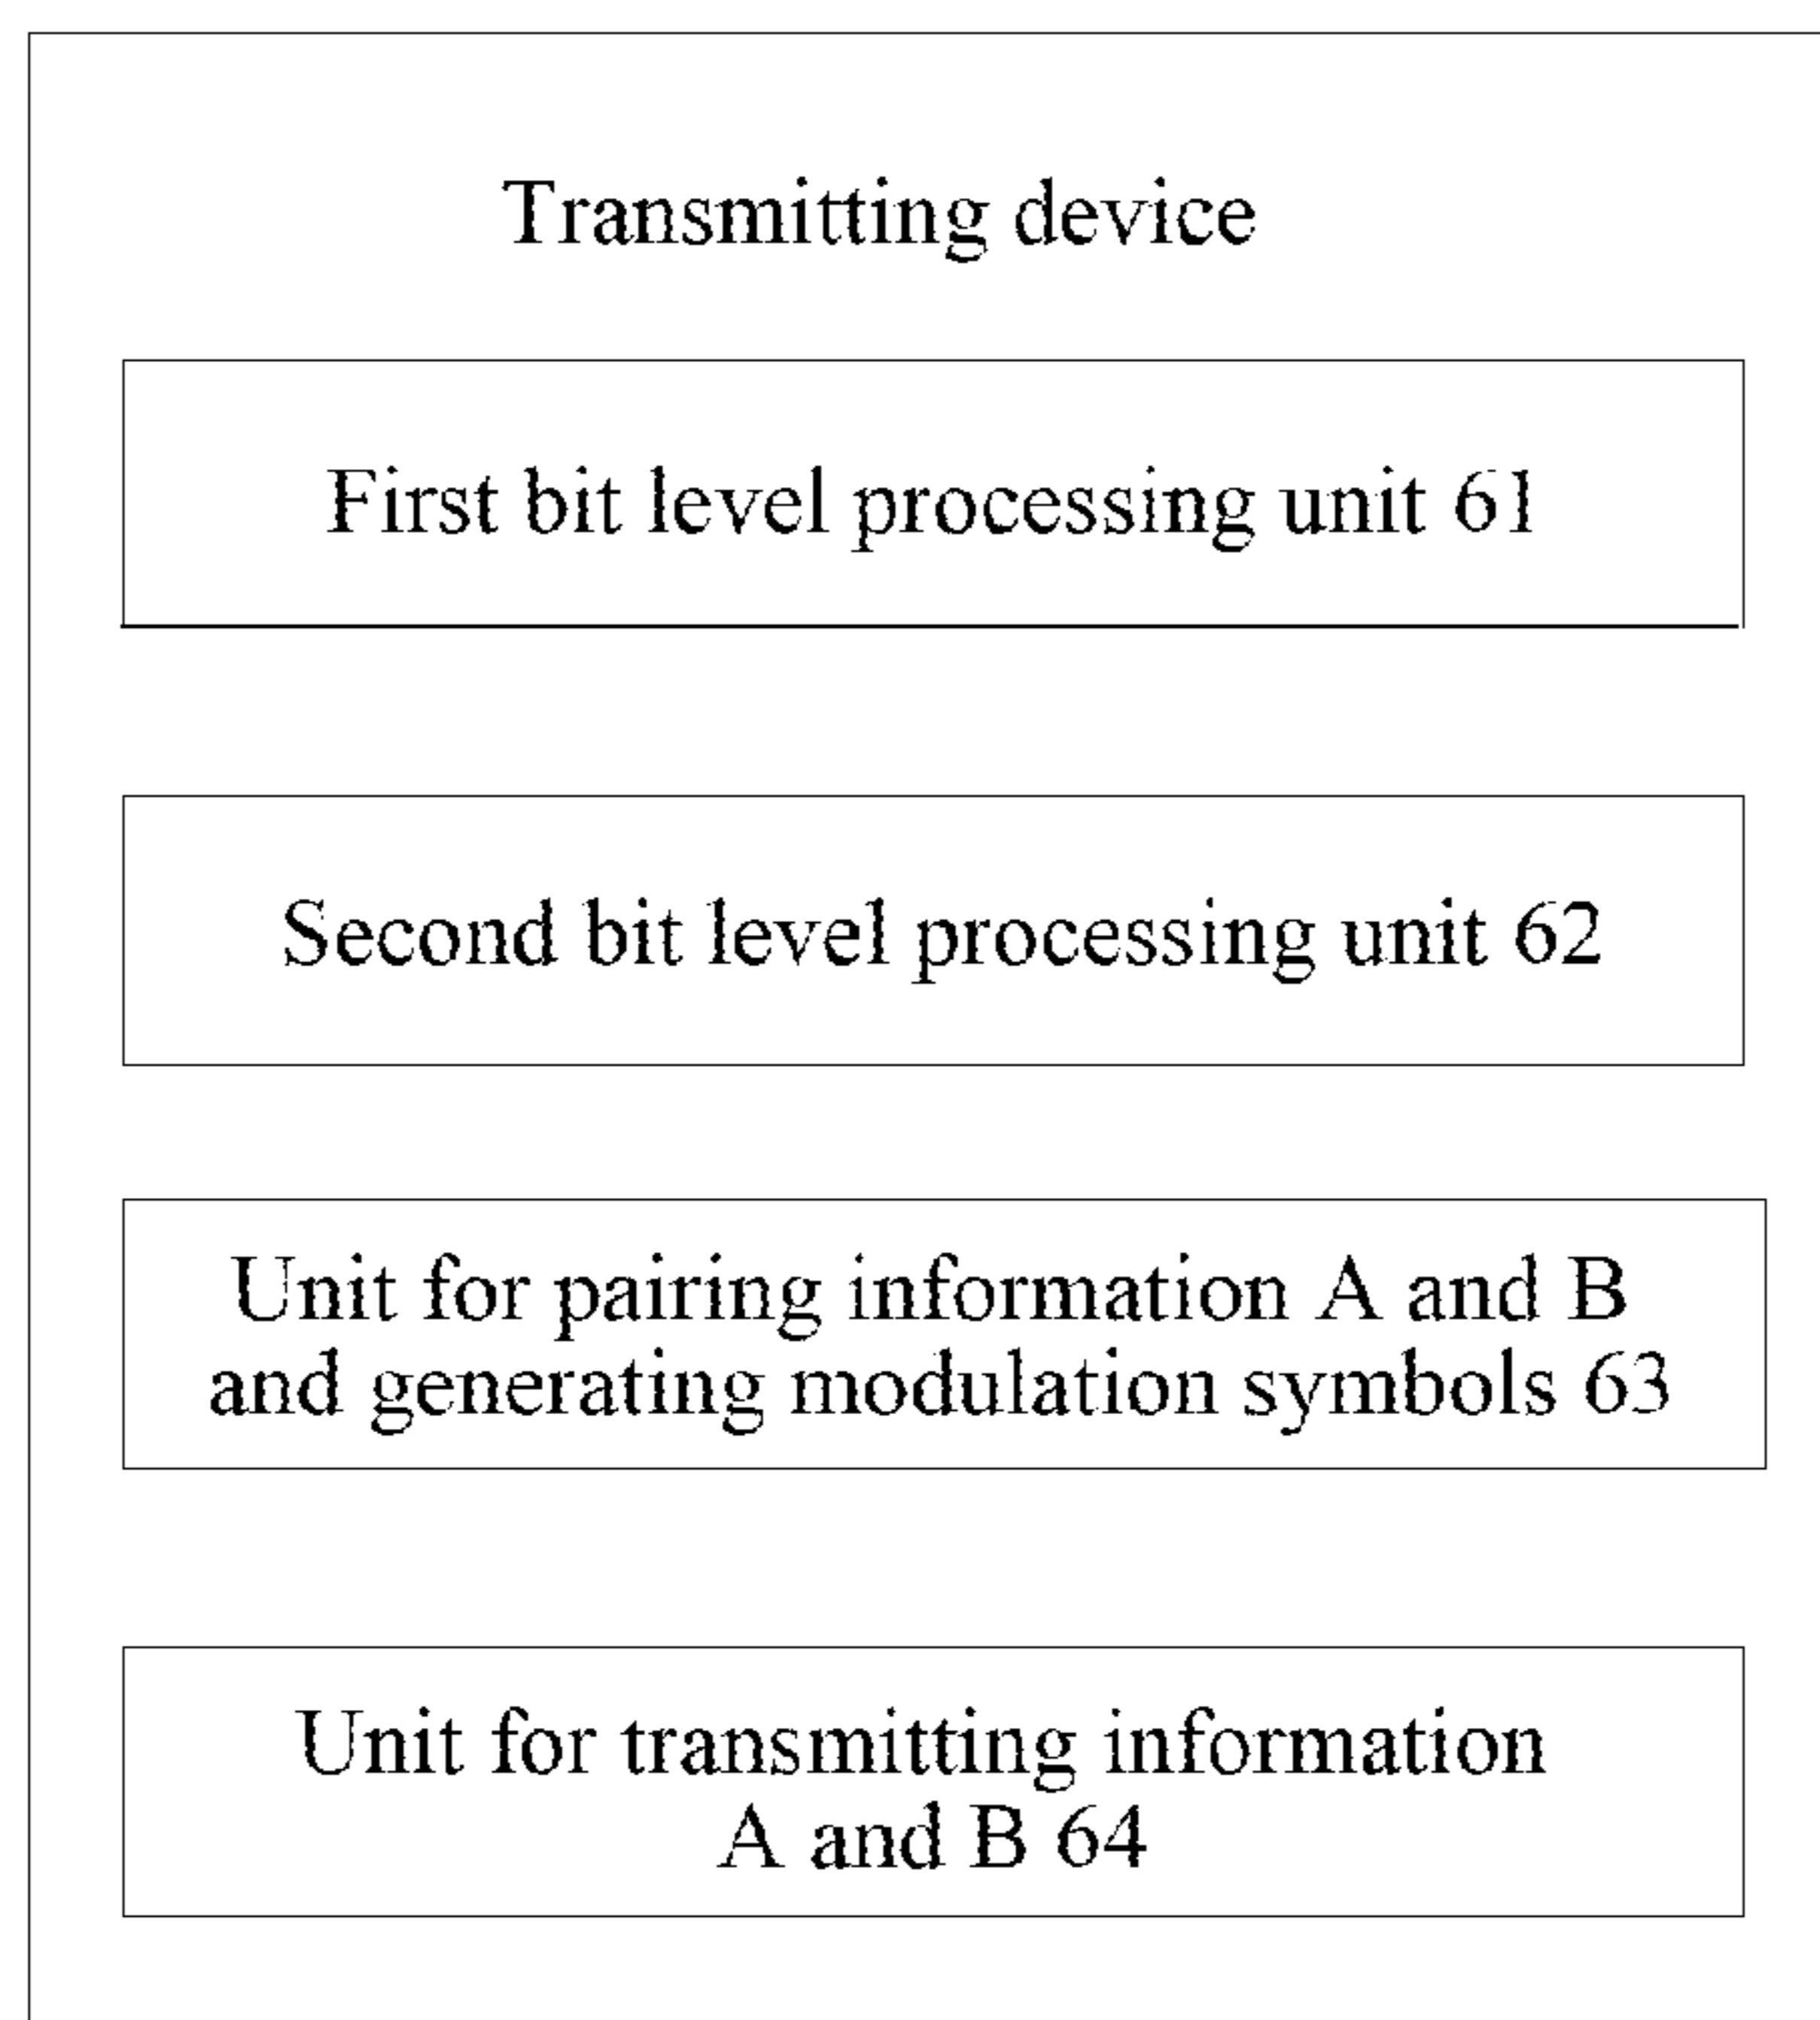 Transmitting device
First bit level processing unit 61
Second bit level processing unit 62
Unit for pairing information A and B
and generating modulation symbols 63
Unit for transmitting information
A and B 64